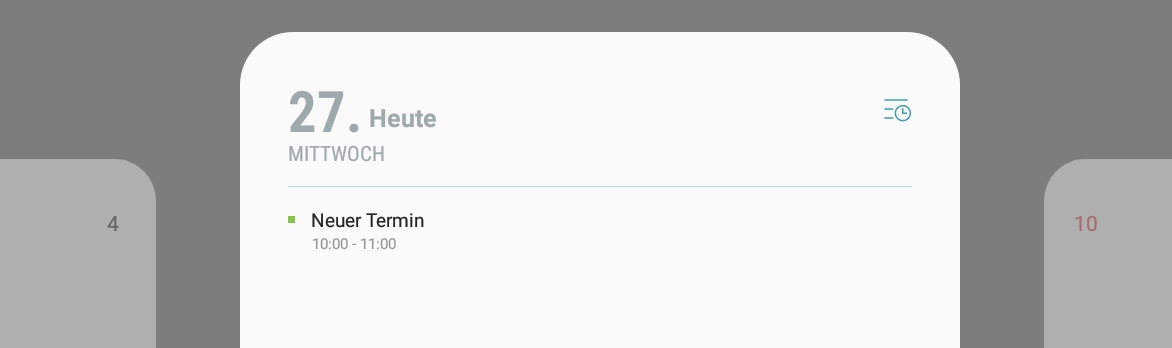 27. Heute
MITTWOCH
4
Neuer Termin
10
10:00 - 11:00